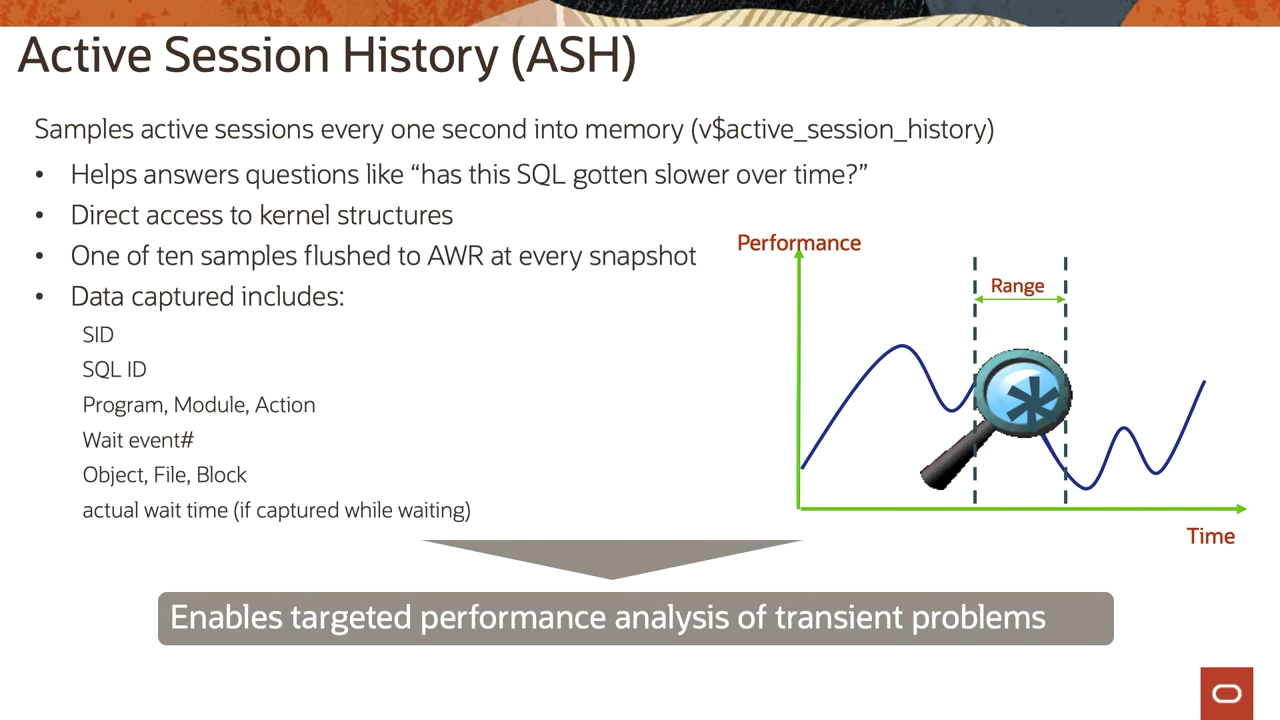 Active Session History (ASH)
Samples active sessions every one second into memory (v$active_session_history)
• Helps answers questions like “has this SQL gotten slower over time?”
• Direct access to kernel structures
• One of ten samples flushed to AWR at every snapshot
• Data captured includes:
SID
SQL ID
Program, Module, Action
Wait event#
Object, File, Block
actual wait time (if captured while waiting)
Performance
Range
*
Time
Enables targeted performance analysis of transient problems